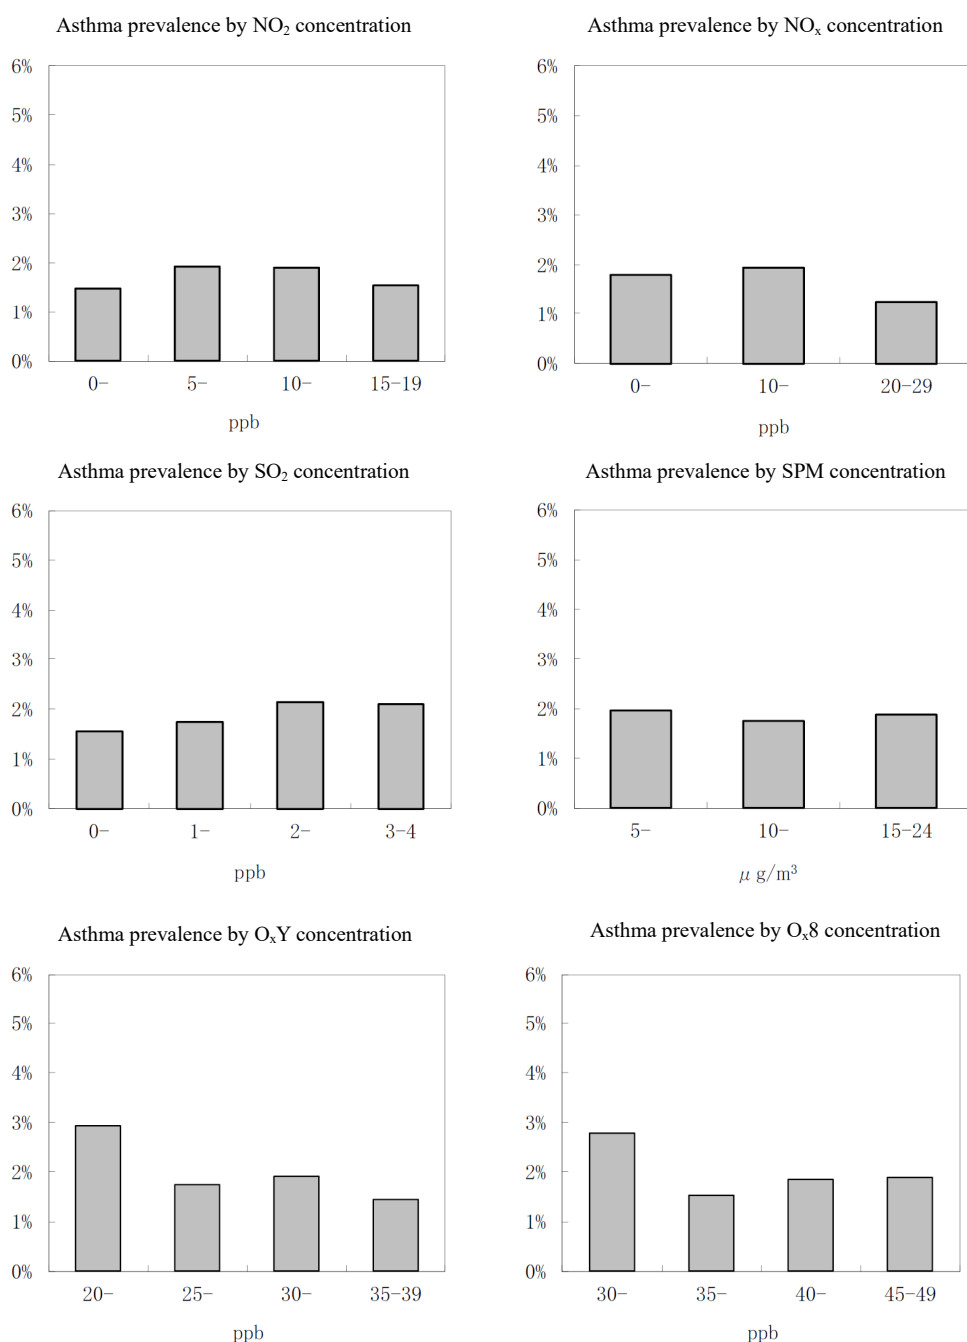 Asthma prevalence by NO₂ concentration
6%
5%
4%
3%
2%
1%
0%
0- 5- 10- 15-19
ppb
Asthma prevalence by NOₓ concentration
6%
5%
4%
3%
2%
1%
0%
0- 10- 20-29
ppb
Asthma prevalence by SO₂ concentration
6%
5%
4%
3%
2%
1%
0%
0- 1- 2- 3-4
ppb
Asthma prevalence by SPM concentration
6%
5%
4%
3%
2%
1%
0%
5- 10- 15-24
μ g/m³
Asthma prevalence by OₓY concentration
6%
5%
4%
3%
2%
1%
0%
20- 25- 30- 35-39
ppb
Asthma prevalence by Oₓ8 concentration
6%
5%
4%
3%
2%
1%
0%
30- 35- 40- 45-49
ppb